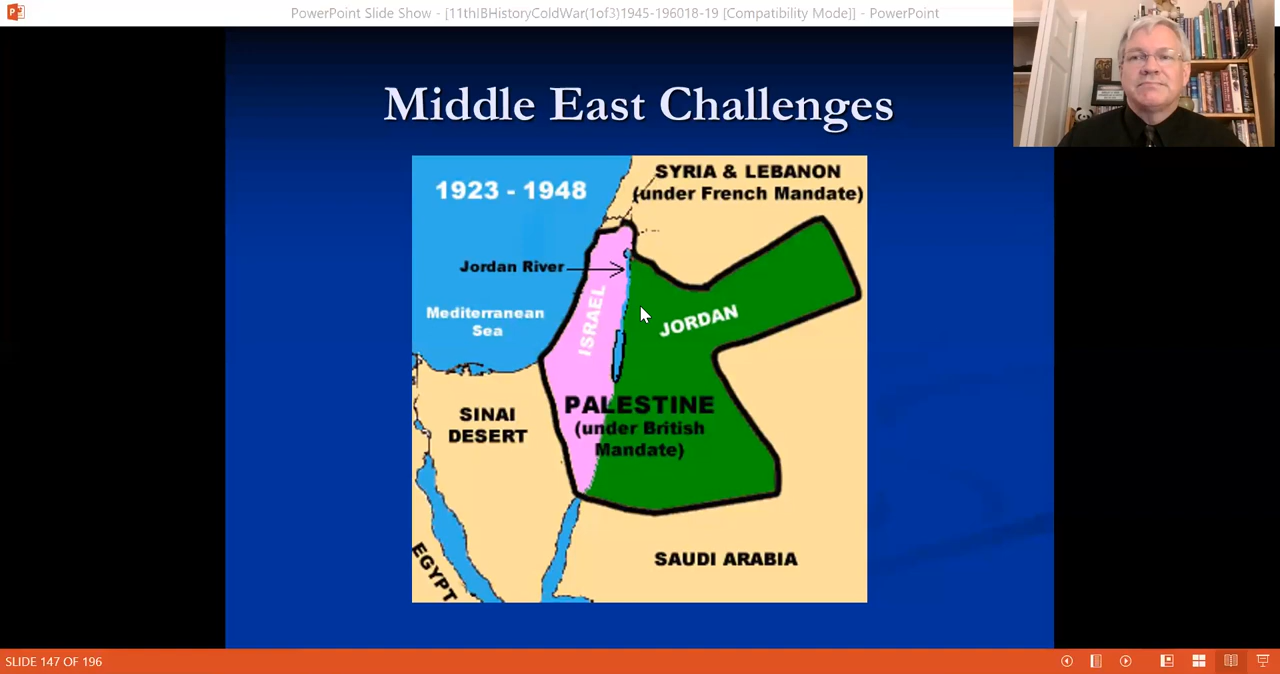 PowerPoint Slide Show - [11thIBHistoryColdWar(1of3)1945-196018-19 [Compatibility Mode]] - PowerPoint
Middle East Challenges
1923 - 1948
SYRIA & LEBANON
(under French Mandate)
Jordan River
Mediterranean
Sea
ISRAEL
JORDAN
PALESTINE
(under British
Mandate)
SINAI
DESERT
EGYPT
SAUDI ARABIA
SLIDE 147 OF 196